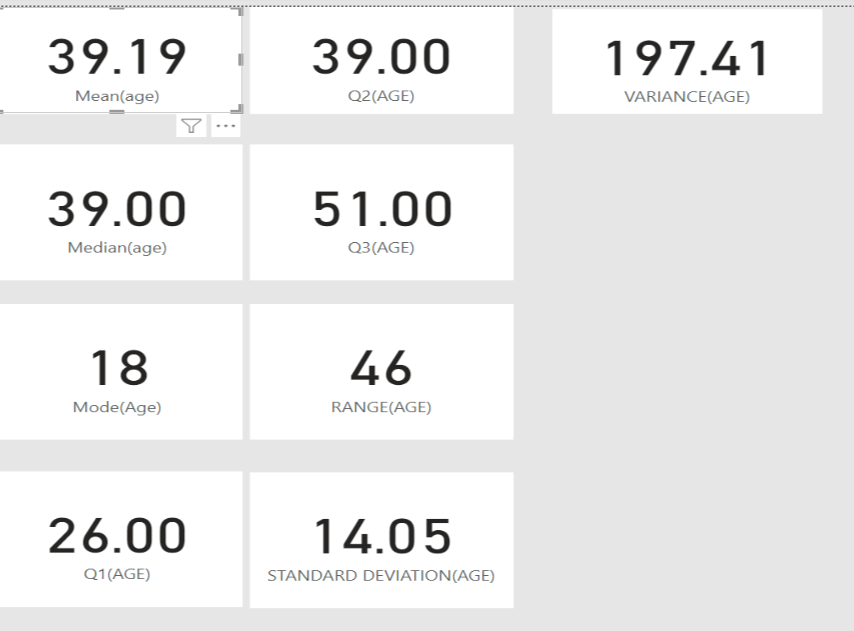 39.19
Mean(age)
39.00
Q2(AGE)
197.41
VARIANCE(AGE)
39.00
Median(age)
51.00
Q3(AGE)
18
Mode(Age)
46
RANGE(AGE)
26.00
Q1(AGE)
14.05
STANDARD DEVIATION(AGE)